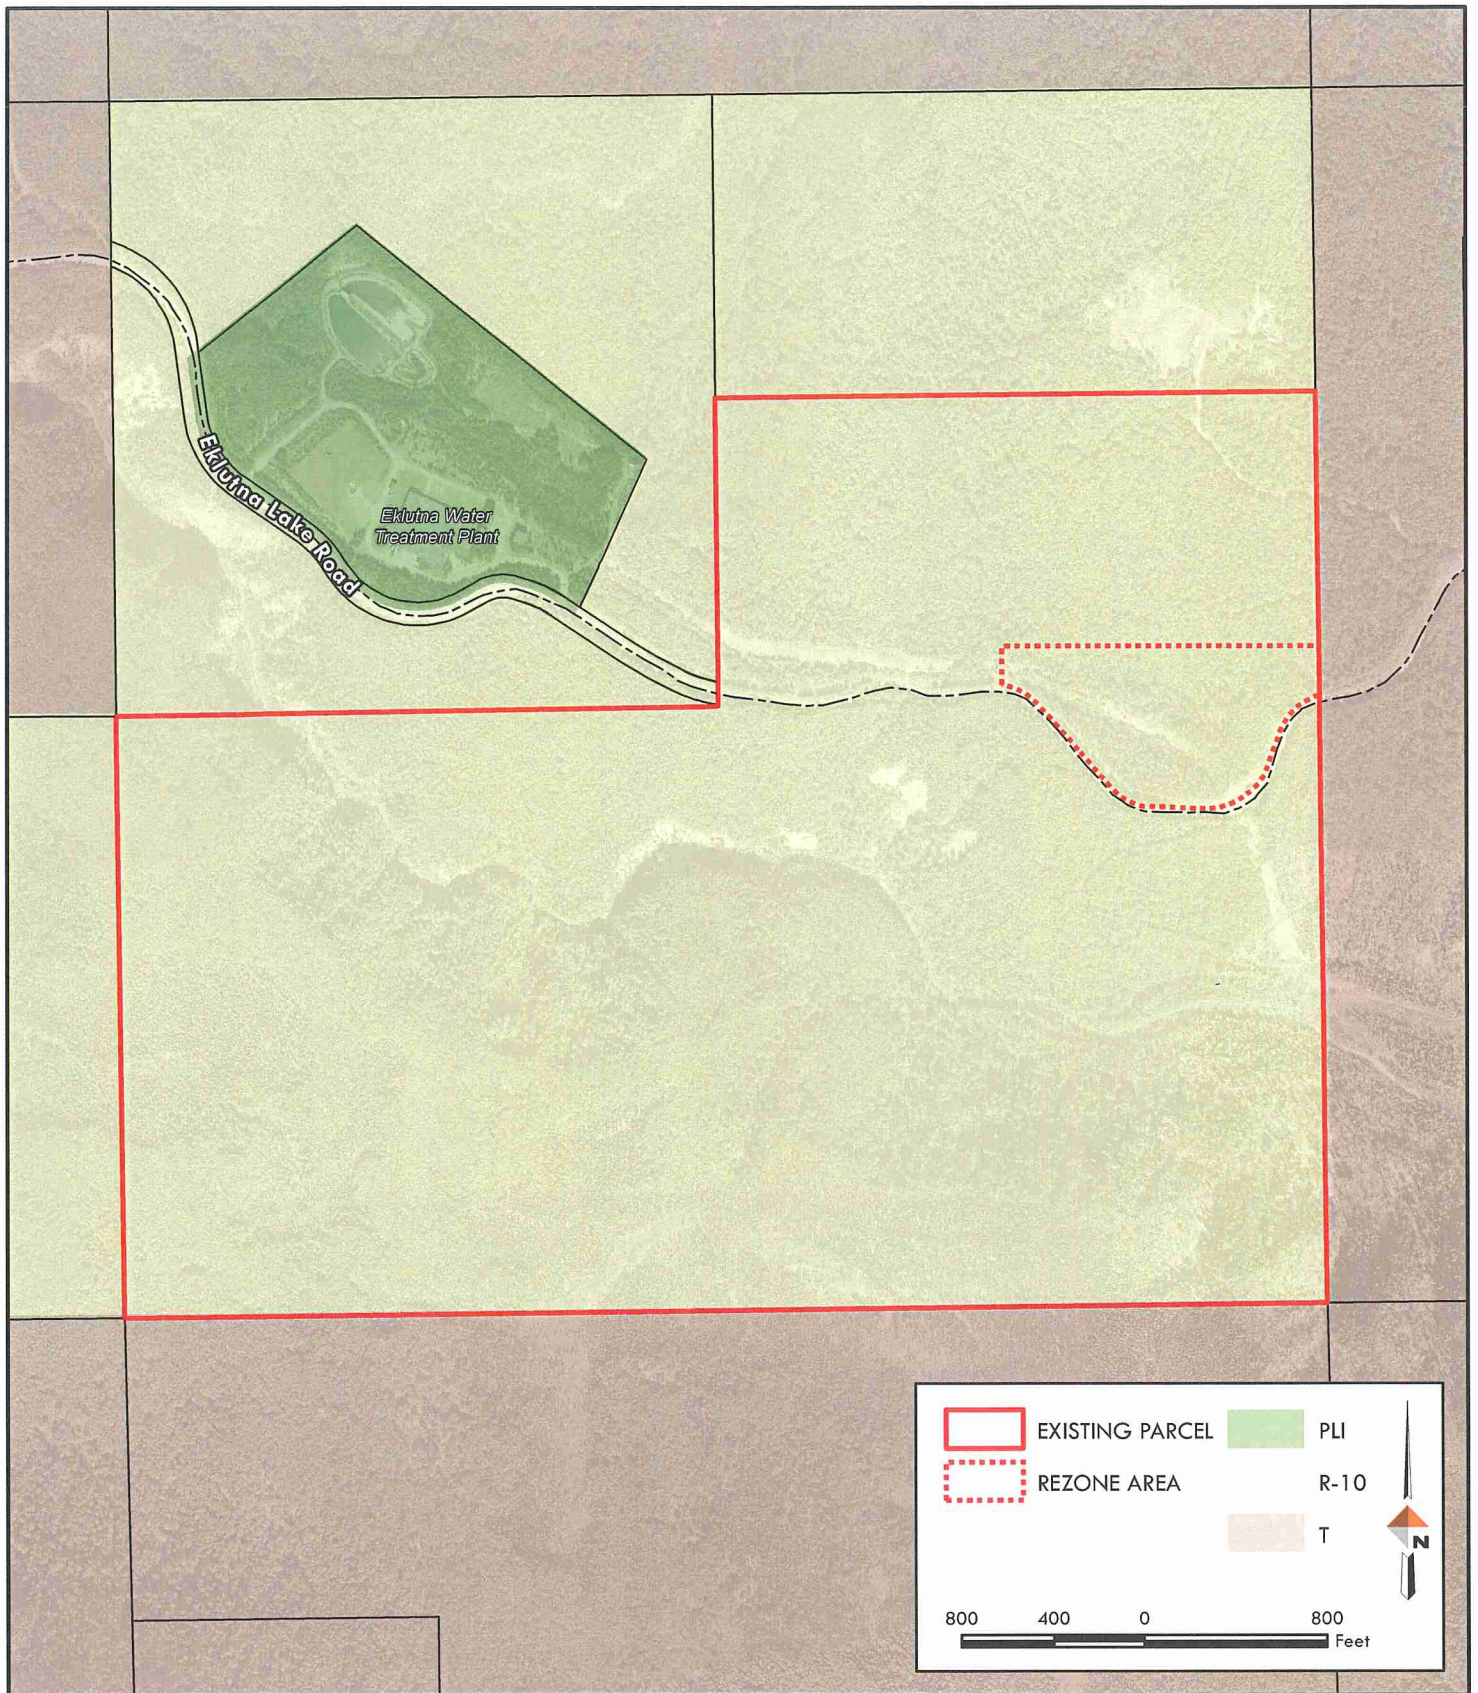 Eklutna Lake Road
Eklutna Water
Treatment Plant
EXISTING PARCEL
PLI
REZONE AREA
R-10
T
N
800 400 0 800
Feet